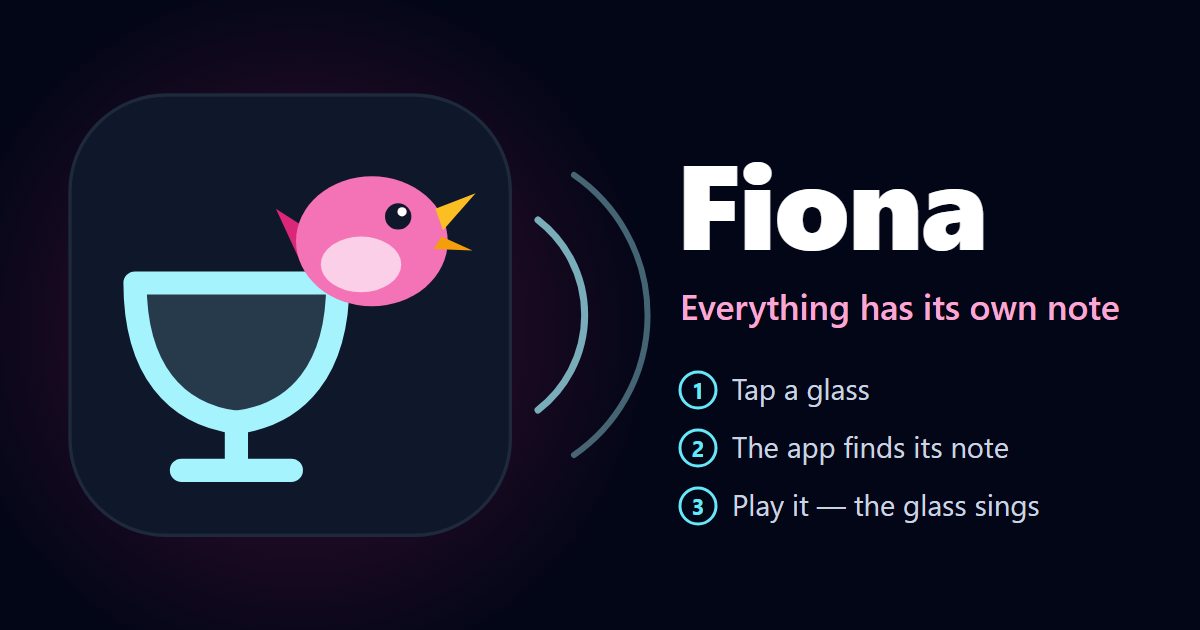 Fiona
Everything has its own note
1 Tap a glass
2 The app finds its note
3 Play it — the glass sings